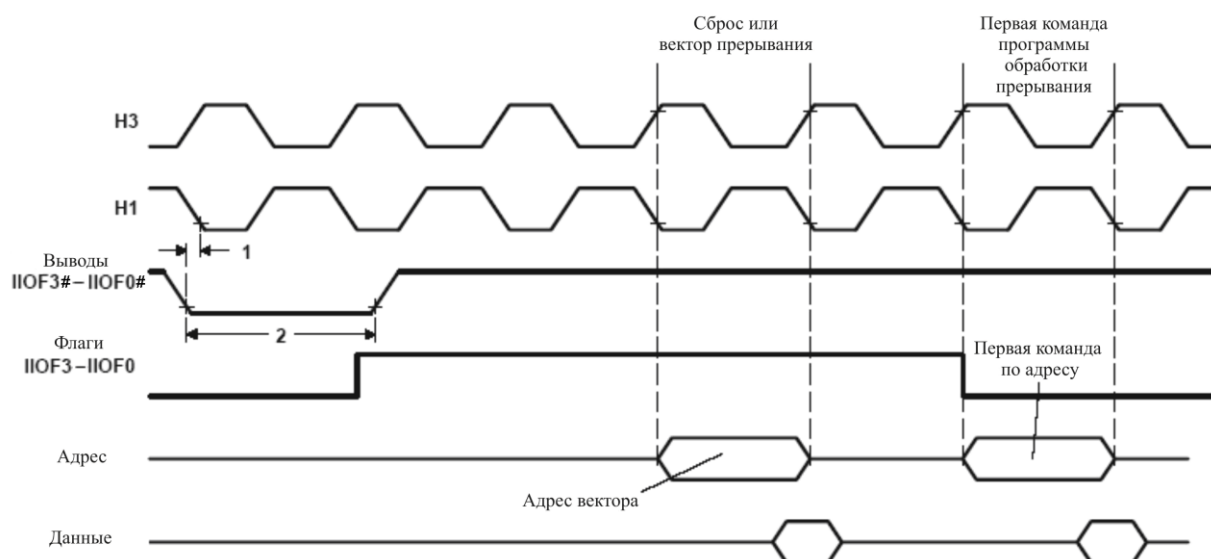 Сброс или
вектор прерывания
Первая команда
программы
обработки
прерывания
H3
H1
1
Выводы
IIOF3#–IIOF0#
2
Флаги
IIOF3–IIOF0
Первая команда
по адресу
Адрес
Адрес вектора
Данные